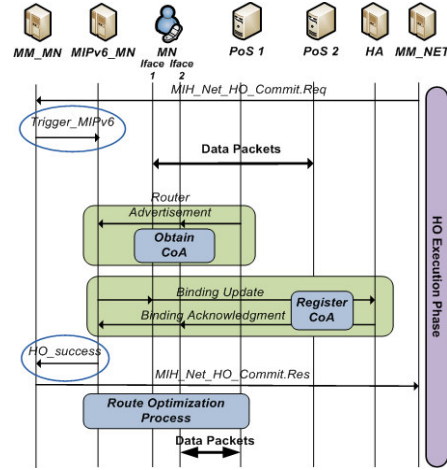 MM_MN MIPv6_MN MN PoS 1 PoS 2 HA MM_NET
Iface Iface
1 2
MIH_Net_HO_Commit.Req
Trigger_MIPv6
Data Packets
Router
Advertisement
Obtain
CoA
Binding Update
Register
CoA
Binding Acknowledgment
HO_success
MIH_Net_HO_Commit.Res
Route Optimization
Process
Data Packets
HO Execution Phase